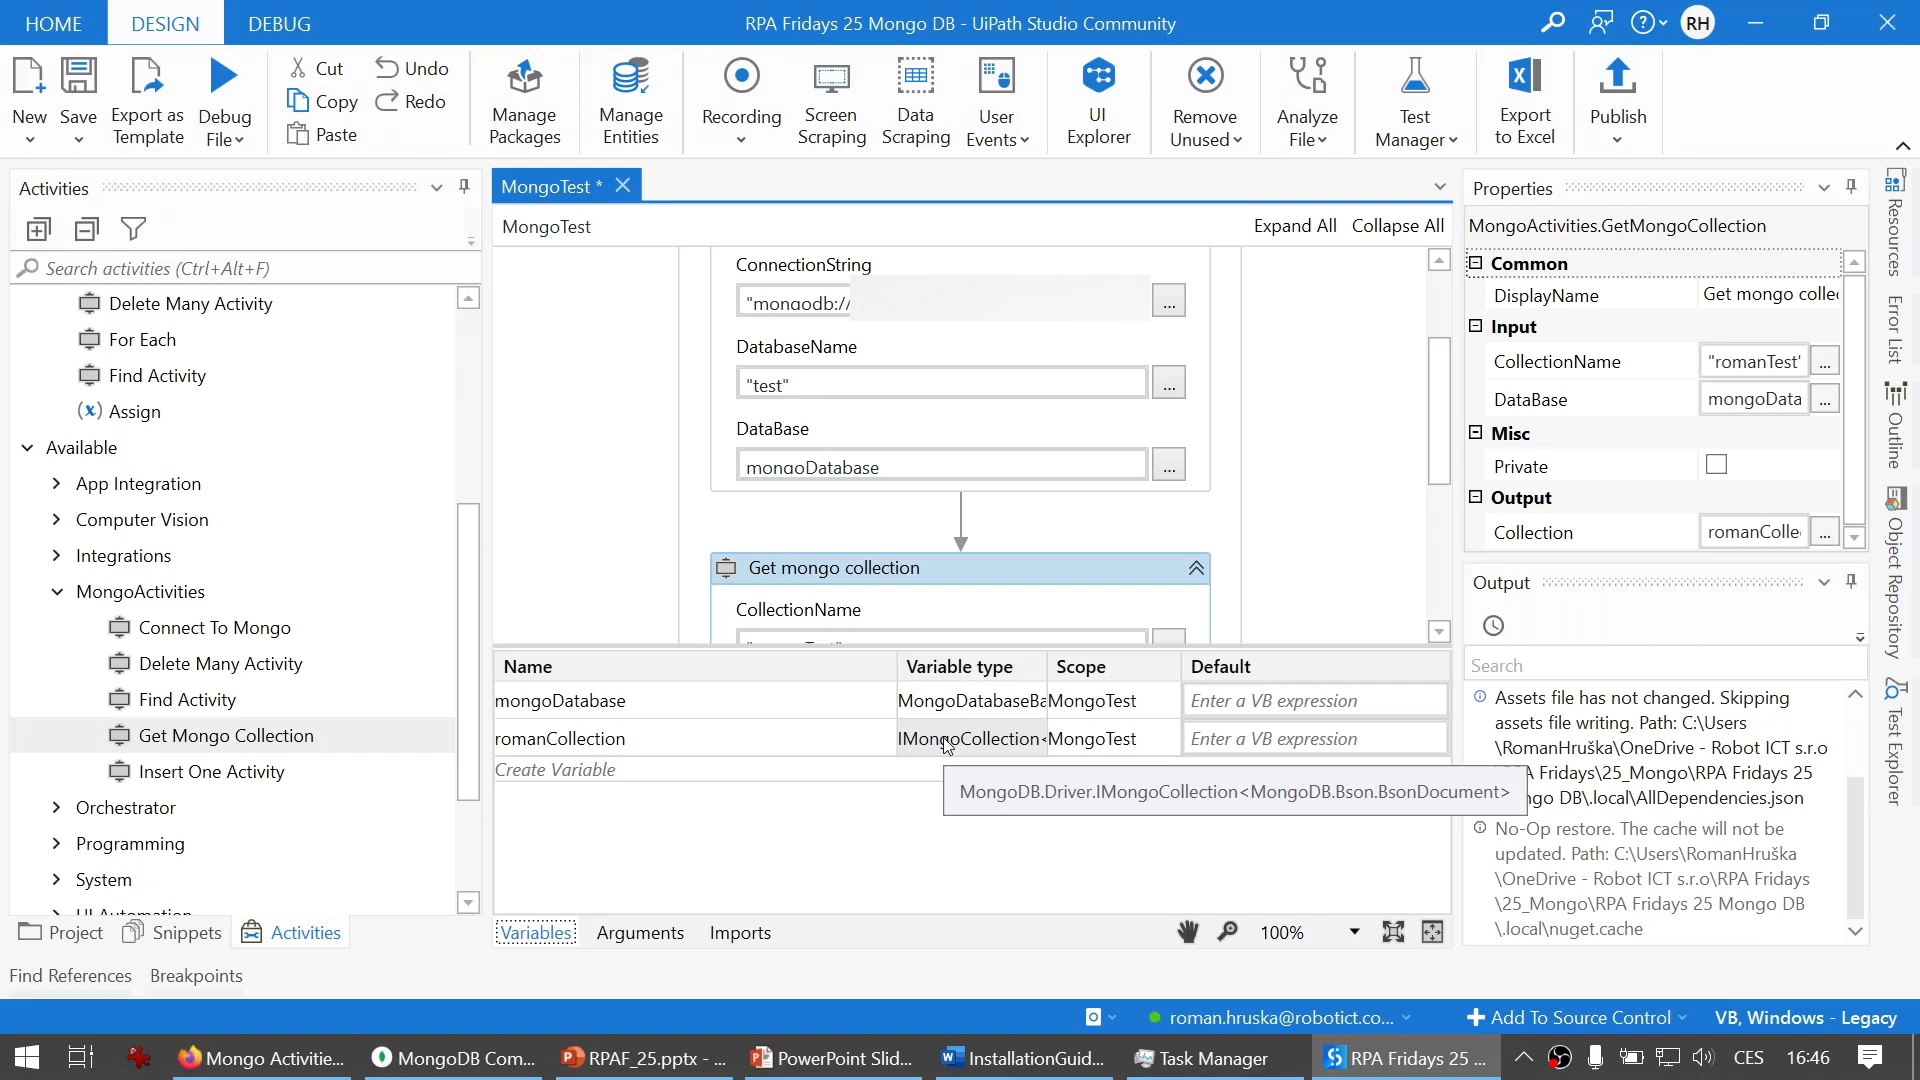 HOME
DESIGN
DEBUG
RPA Fridays 25 Mongo DB - UiPath Studio Community
RH
New
Save
Export as
Template
Debug
File
Cut
Copy
Paste
Undo
Redo
Manage
Packages
Manage
Entities
Recording
Screen
Scraping
Data
Scraping
User
Events
UI
Explorer
Remove
Unused
Analyze
File
Test
Manager
Export
to Excel
Publish
Activities
Search activities (Ctrl+Alt+F)
Delete Many Activity
For Each
Find Activity
Assign
Available
App Integration
Computer Vision
Integrations
MongoActivities
Connect To Mongo
Delete Many Activity
Find Activity
Get Mongo Collection
Insert One Activity
Orchestrator
Programming
System
Project
Snippets
Activities
Find References
Breakpoints
MongoTest *
MongoTest
Expand All
Collapse All
ConnectionString
"mongodb://
...
DatabaseName
"test"
...
DataBase
mongoDatabase
...
Get mongo collection
CollectionName
Name
Variable type
Scope
Default
mongoDatabase
MongoDatabaseBa
MongoTest
Enter a VB expression
romanCollection
IMongoCollection<
MongoTest
Enter a VB expression
Create Variable
MongoDB.Driver.IMongoCollection<MongoDB.Bson.BsonDocument>
Variables
Arguments
Imports
100%
Properties
MongoActivities.GetMongoCollection
Common
DisplayName
Get mongo colle
Input
CollectionName
"romanTest'
...
DataBase
mongoData
...
Misc
Private
Output
Collection
romanColle
...
Output
Search
Assets file has not changed. Skipping
assets file writing. Path: C:\Users
\RomanHruška\OneDrive - Robot ICT s.r.o
Fridays\25_Mongo\RPA Fridays 25
DB\.local\AllDependencies.json
No-Op restore. The cache will not be
updated. Path: C:\Users\RomanHruška
\OneDrive - Robot ICT s.r.o\RPA Fridays
\25_Mongo\RPA Fridays 25 Mongo DB
\.local\nuget.cache
Resources
Error List
Outline
Object Repository
Test Explorer
roman.hruska@robotict.co...
Add To Source Control
VB, Windows - Legacy
Mongo Activitie...
MongoDB Com...
RPAF_25.pptx - ...
PowerPoint Slid...
InstallationGuid...
Task Manager
RPA Fridays 25 ...
CES
16:46